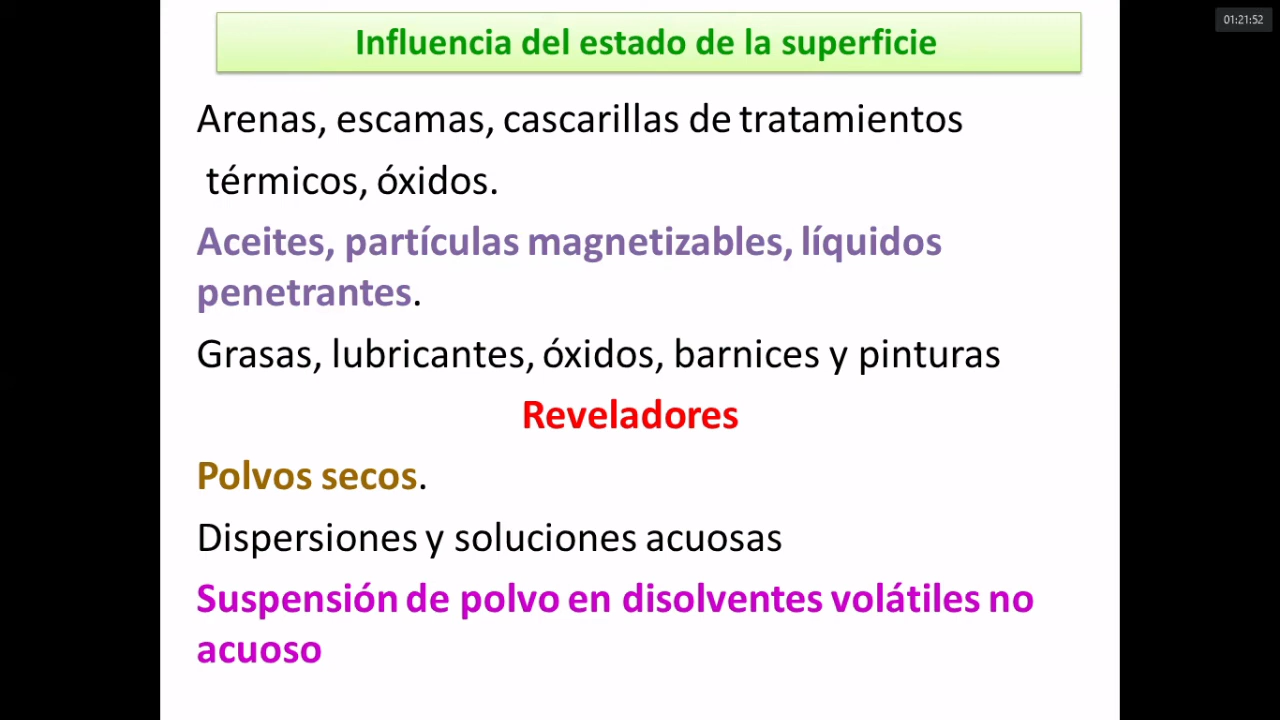 01:21:52
Influencia del estado de la superficie
Arenas, escamas, cascarillas de tratamientos
térmicos, óxidos.
Aceites, partículas magnetizables, líquidos
penetrantes.
Grasas, lubricantes, óxidos, barnices y pinturas
Reveladores
Polvos secos.
Dispersiones y soluciones acuosas
Suspensión de polvo en disolventes volátiles no
acuoso